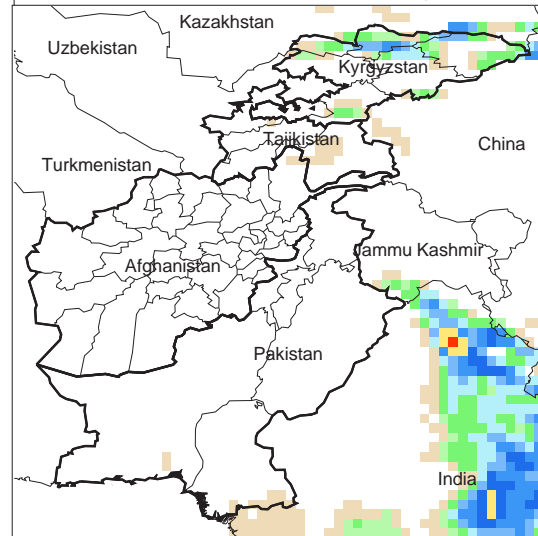 Kazakhstan
Uzbekistan
Kyrgyzstan
Tajikistan
China
Turkmenistan
Jammu Kashmir
Afghanistan
Pakistan
India